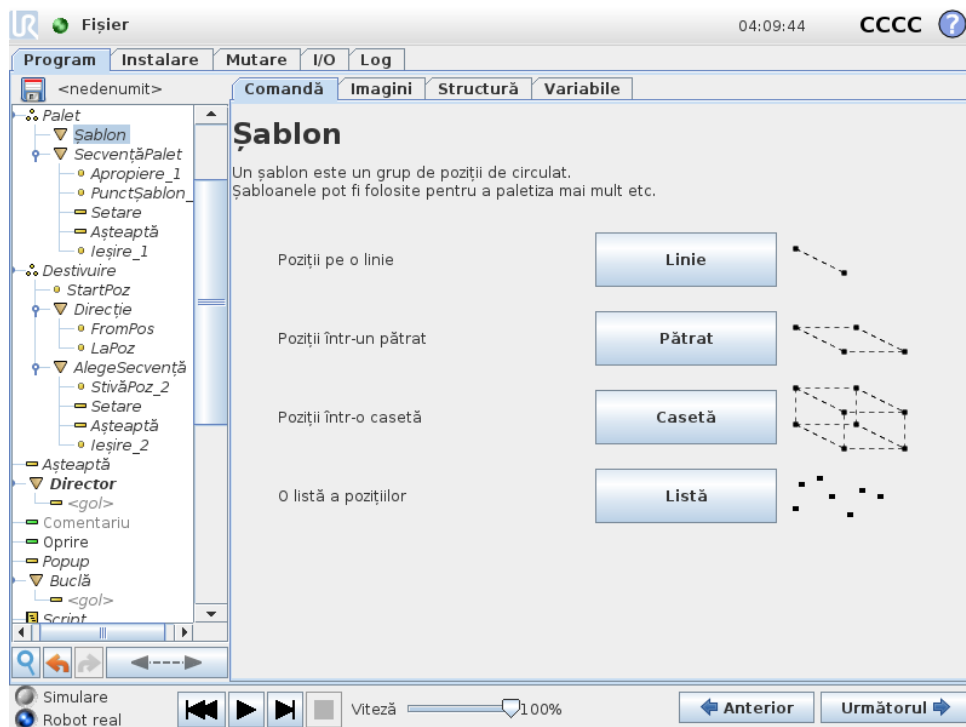 UR Fișier 04:09:44 CCCC ?
Program Instalare Mutare I/O Log
<nedenumit>
Comandă Imagini Structură Variabile
Palet
Șablon
SecvențăPalet
Apropiere_1
PunctȘablon_
Setare
Așteaptă
Ieșire_1
Destivuire
StartPoz
Direcție
FromPos
LaPoz
AlegeSecvență
StivăPoz_2
Setare
Așteaptă
Ieșire_2
Așteaptă
Director
<gol>
Comentariu
Oprire
Popup
Buclă
<gol>
Script
Șablon
Un șablon este un grup de poziții de circulat.
Șabloanele pot fi folosite pentru a paletiza mai mult etc.
Poziții pe o linie Linie
Poziții într-un pătrat Pătrat
Poziții într-o casetă Casetă
O listă a pozițiilor Listă
Simulare
Robot real
Viteză 100%
Anterior Următorul